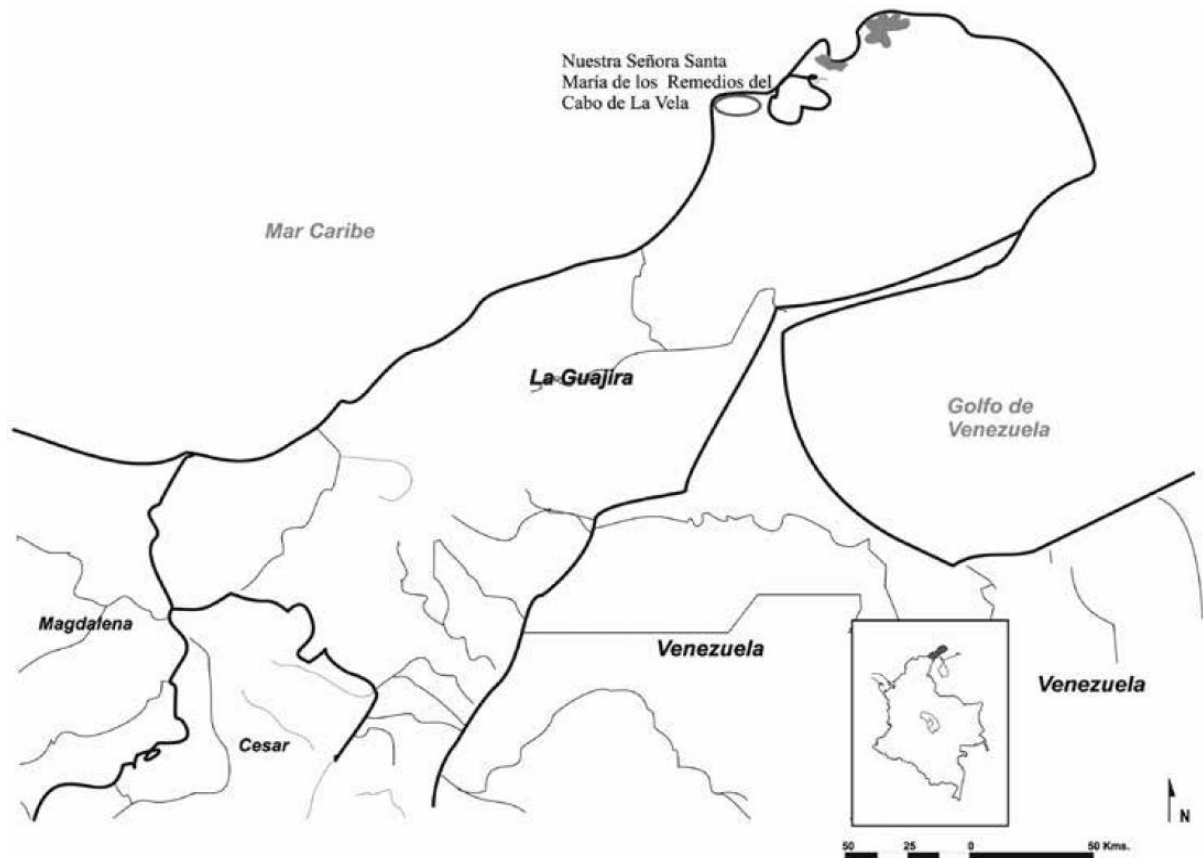 Nuestra Señora Santa
María de los Remedios del
Cabo de La Vela
Mar Caribe
La Guajira
Golfo de
Venezuela
Magdalena
Venezuela
Venezuela
Cesar
N
50 25 0 50 Kms.